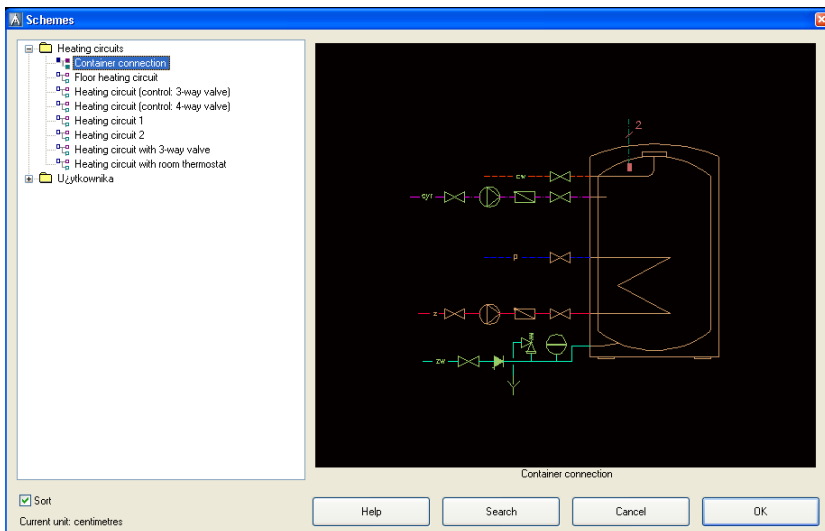 Schemes
Heating circuits
Container connection
Floor heating circuit
Heating circuit (control: 3-way valve)
Heating circuit (control: 4-way valve)
Heating circuit 1
Heating circuit 2
Heating circuit with 3-way valve
Heating circuit with room thermostat
U¿ytkownika
2
cw
cyr
p
z
zw
Container connection
Sort
Current unit: centimetres
Help
Search
Cancel
OK